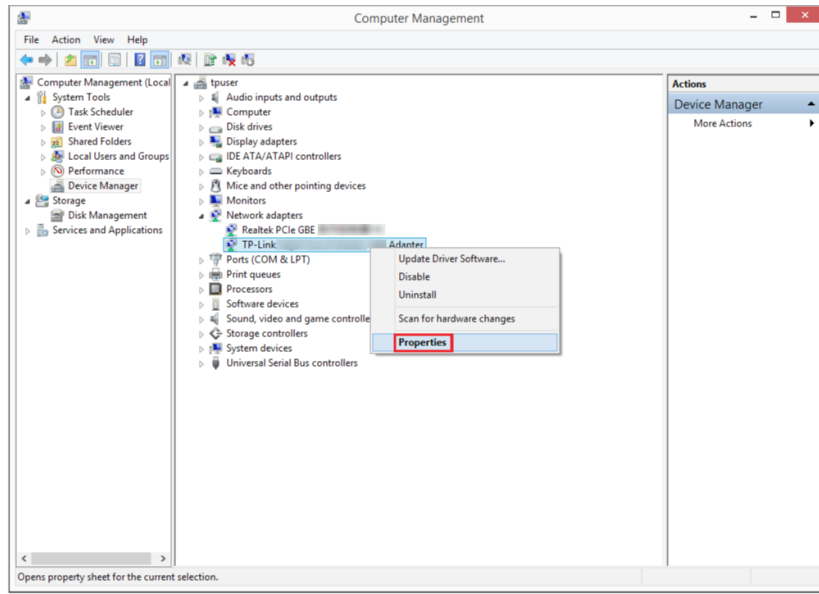 Computer Management
File Action View Help
Computer Management (Local
System Tools
Task Scheduler
Event Viewer
Shared Folders
Local Users and Groups
Performance
Device Manager
Storage
Disk Management
Services and Applications
tpuser
Audio inputs and outputs
Computer
Disk drives
Display adapters
IDE ATA/ATAPI controllers
Keyboards
Mice and other pointing devices
Monitors
Network adapters
Realtek PCIe GBE
TP-Link Adapter
Ports (COM & LPT)
Print queues
Processors
Software devices
Sound, video and game controlle
Storage controllers
System devices
Universal Serial Bus controllers
Update Driver Software...
Disable
Uninstall
Scan for hardware changes
Properties
Actions
Device Manager
More Actions
Opens property sheet for the current selection.